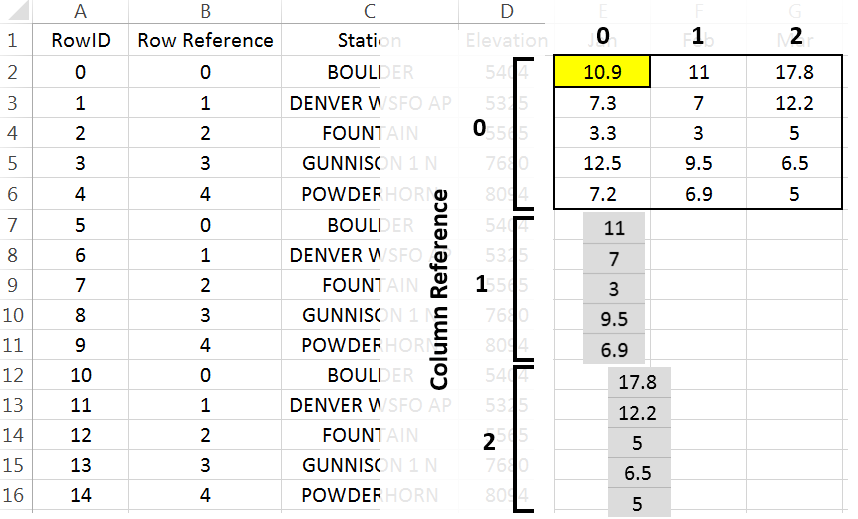 A B C D E F G
1 RowID Row Reference Station Elevation 0 1 2
2 0 0 BOULDER 5404 10.9 11 17.8
3 1 1 DENVER WSFO AP 5325 7.3 7 12.2
0
4 2 2 FOUNTAIN 5565 3.3 3 5
5 3 3 GUNNISON 1 N 7680 12.5 9.5 6.5
6 4 4 POWDERHORN 8094 7.2 6.9 5
Column Reference
7 5 0 BOULDER 5404 11
8 6 1 DENVER WSFO AP 5325 7
9 7 2 FOUNTAIN 1 5565 3
10 8 3 GUNNISON 1 N 7680 9.5
11 9 4 POWDERHORN 8094 6.9
12 10 0 BOULDER 5404 17.8
13 11 1 DENVER WSFO AP 5325 12.2
14 12 2 FOUNTAIN 2 5565 5
15 13 3 GUNNISON 1 N 7680 6.5
16 14 4 POWDERHORN 8094 5